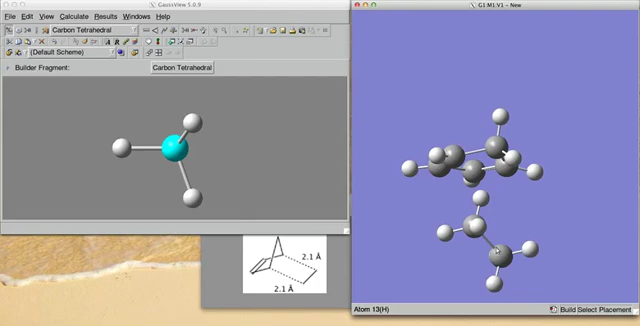 GaussView 5.0.9
File Edit View Calculate Results Windows Help
Carbon Tetrahedral
(Default Scheme)
Builder Fragment: Carbon Tetrahedral
2.1 Å
2.1 Å
G1:M1:V1 - New
Atom 13(H)
Build Select Placement